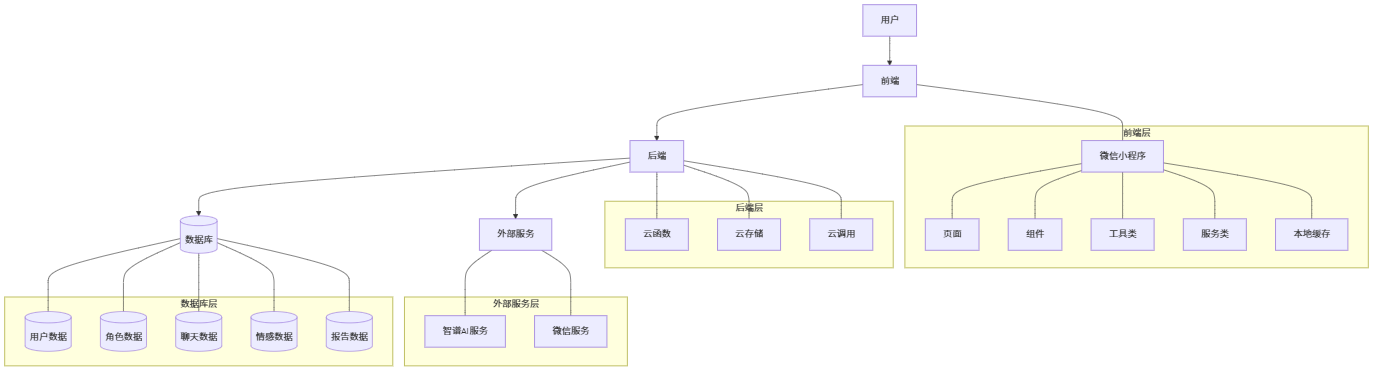 用户
前端
前端层
微信小程序
页面
组件
工具类
服务类
本地缓存
后端
后端层
云函数
云存储
云调用
数据库
外部服务
数据库层
用户数据
角色数据
聊天数据
情感数据
报告数据
外部服务层
智谱AI服务
微信服务